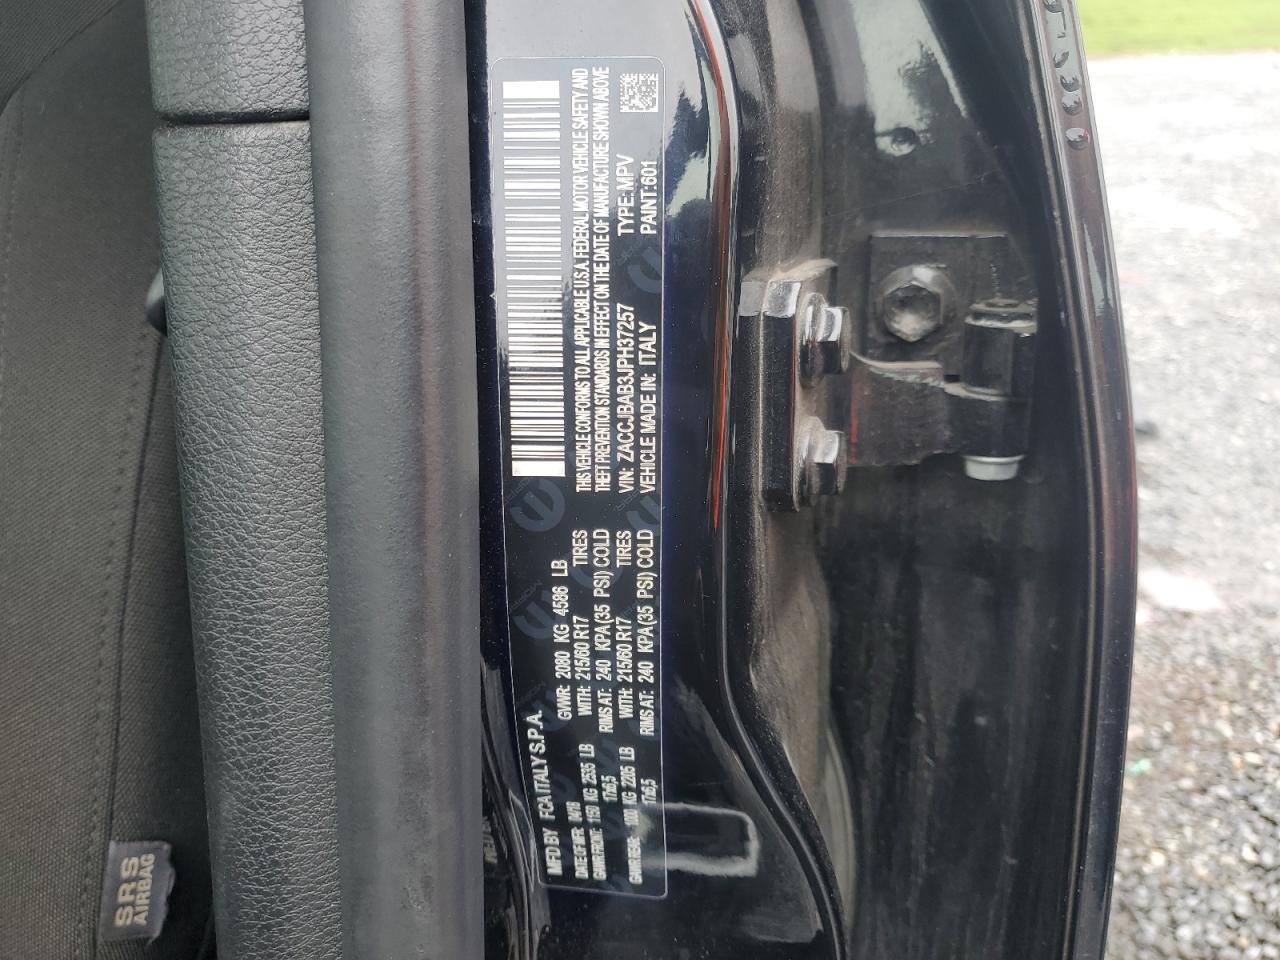 MFD BY FCA ITALY S.P.A.
DATE OF MFR: 04/18 GVWR: 2080 KG 4586 LB
GAWR FRONT: 1150 KG 2535 LB WITH: 215/60 R17 TIRES
17x6,5 RIMS AT: 240 KPA(35 PSI) COLD
GAWR REAR: 1000 KG 2205 LB WITH: 215/60 R17 TIRES
17x6,5 RIMS AT: 240 KPA(35 PSI) COLD
THIS VEHICLE CONFORMS TO ALL APPLICABLE U.S.A. FEDERAL MOTOR VEHICLE SAFETY AND
THEFT PREVENTION STANDARDS IN EFFECT ON THE DATE OF MANUFACTURE SHOWN ABOVE
VIN: ZACCJBAB3JPH37257 TYPE: MPV
VEHICLE MADE IN: ITALY PAINT:601
SRS
AIRBAG